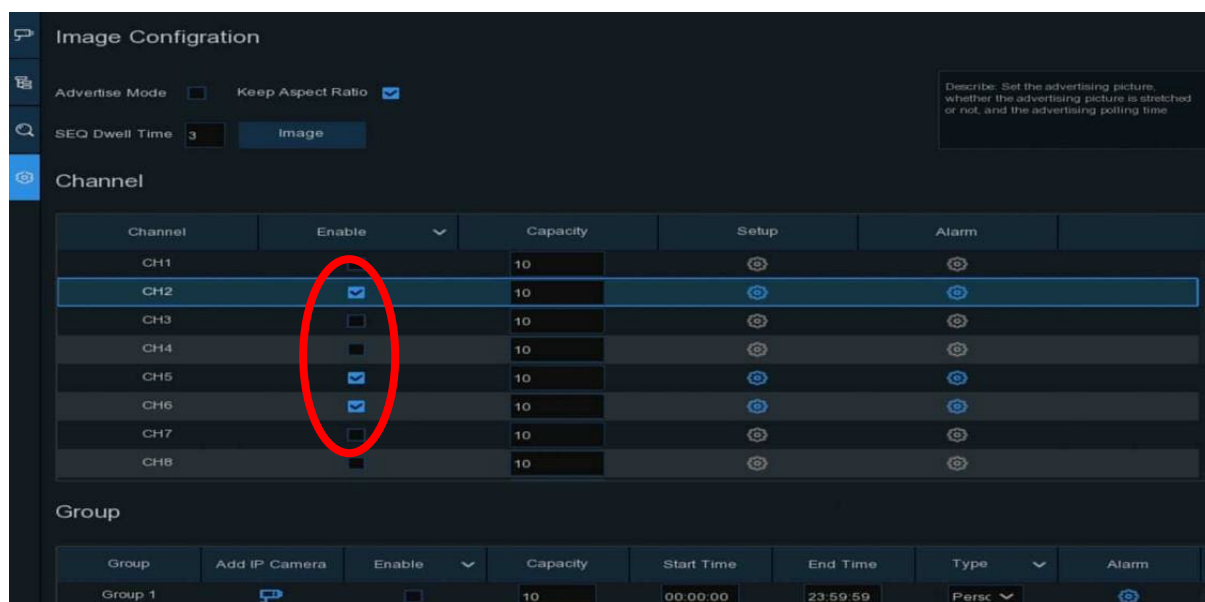 Image Configration
Advertise Mode Keep Aspect Ratio
Describe: Set the advertising picture,
whether the advertising picture is stretched
or not, and the advertising polling time
SEQ Dwell Time 3 Image
Channel
Channel Enable Capacity Setup Alarm
CH1 10
CH2 10
CH3 10
CH4 10
CH5 10
CH6 10
CH7 10
CH8 10
Group
Group Add IP Camera Enable Capacity Start Time End Time Type Alarm
Group 1 10 00:00:00 23:59:59 Persc